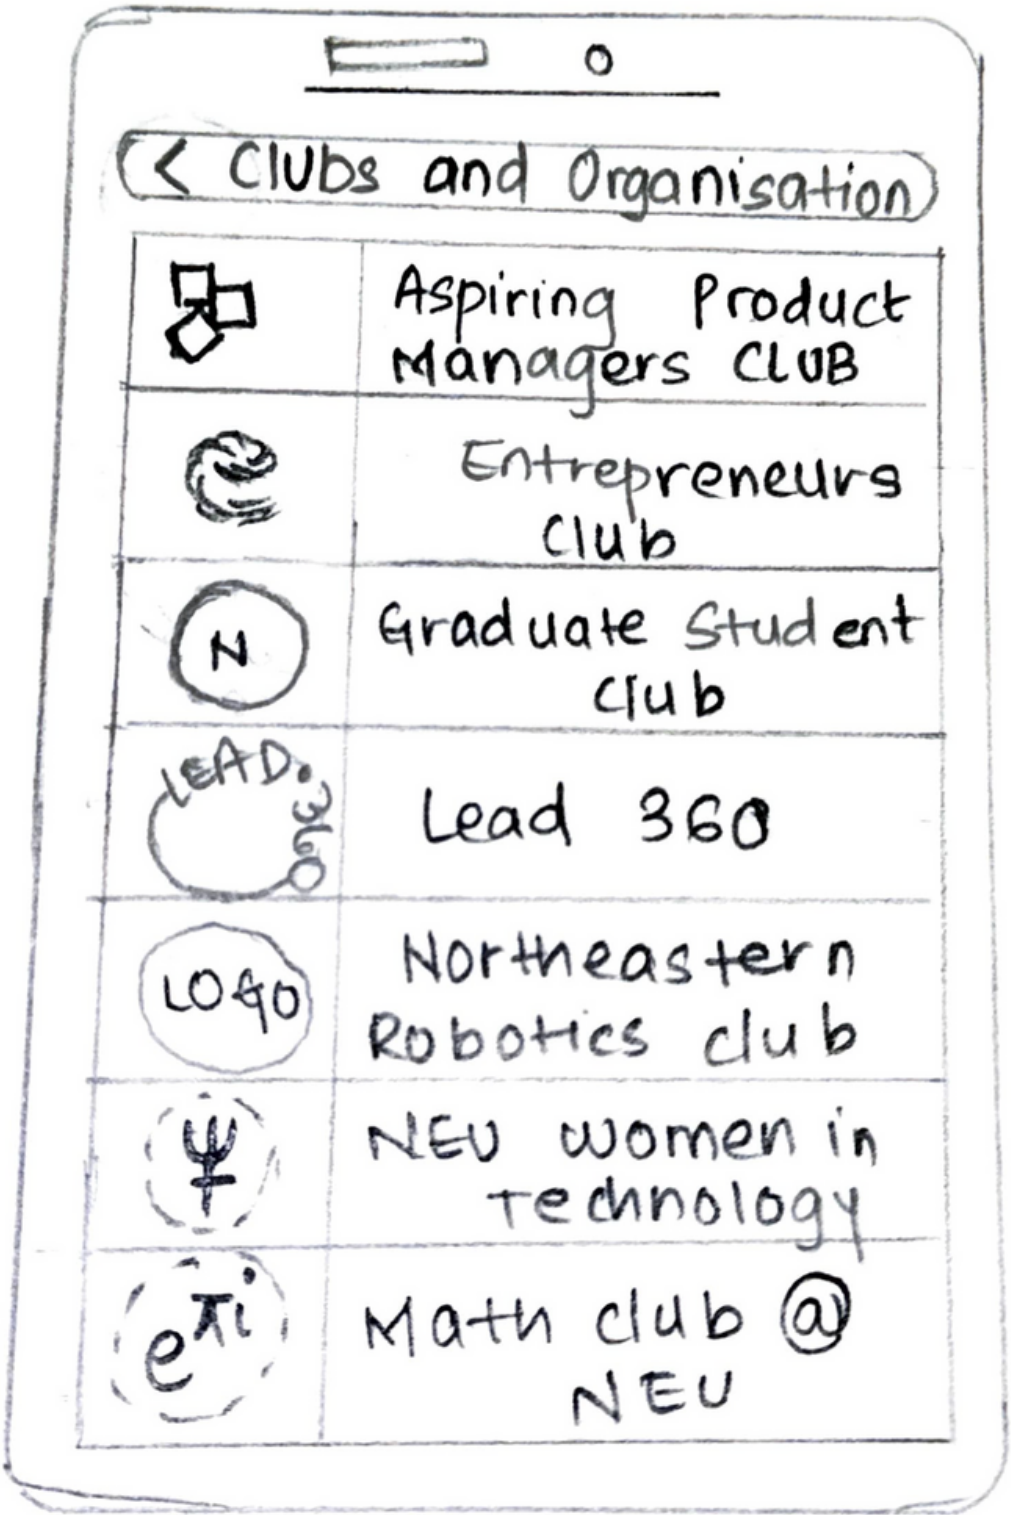 < Clubs and Organisation
Aspiring Product
Managers CLUB
Entrepreneurs
Club
N
Graduate Student
Club
LEAD.360
Lead 360
LOGO
Northeastern
Robotics club
NEU women in
Technology
e^πi
Math club @
NEU